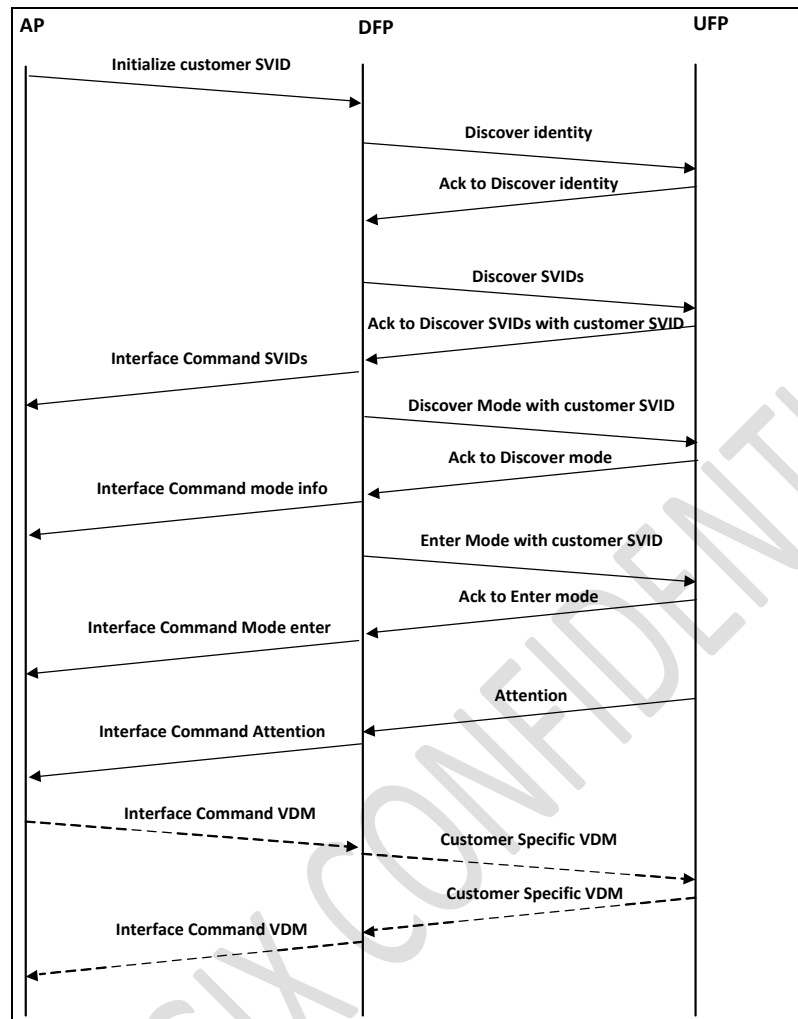 AP
DFP
UFP
Initialize customer SVID
Discover identity
Ack to Discover identity
Discover SVIDs
Ack to Discover SVIDs with customer SVID
Interface Command SVIDs
Discover Mode with customer SVID
Ack to Discover mode
Interface Command mode info
Enter Mode with customer SVID
Ack to Enter mode
Interface Command Mode enter
Attention
Interface Command Attention
Interface Command VDM
Customer Specific VDM
Customer Specific VDM
Interface Command VDM